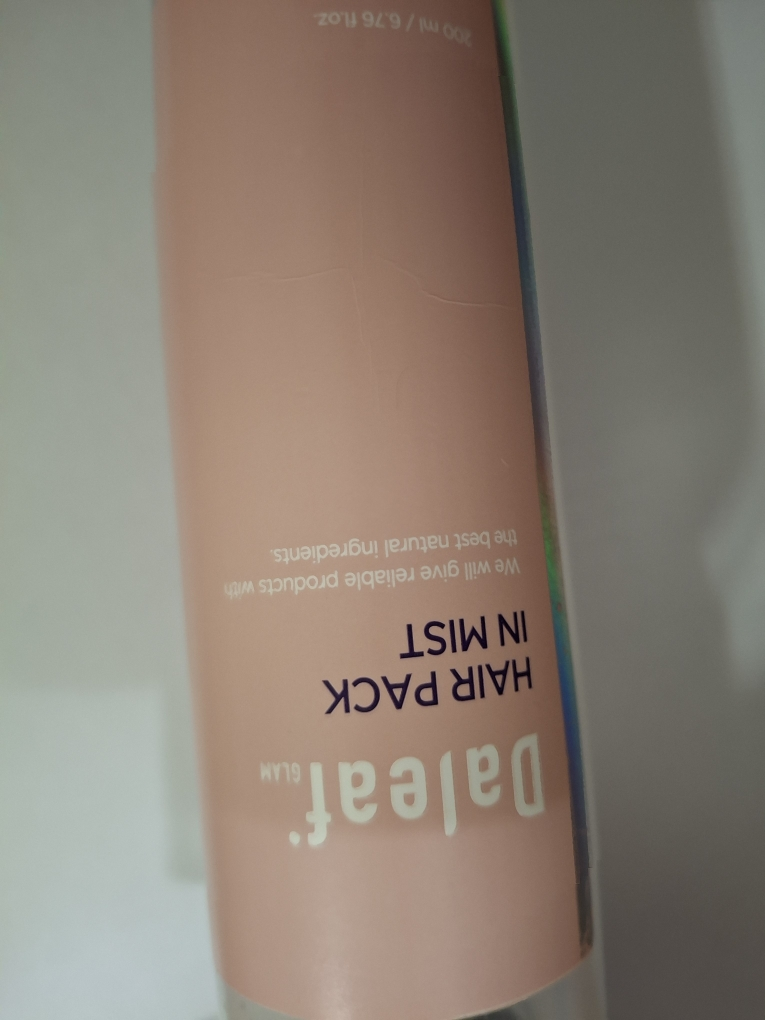 Daleaf
GLAM
HAIR PACK
IN MIST
We will give reliable products with
the best natural ingredients.
200 ml / 6.76 fl.oz.